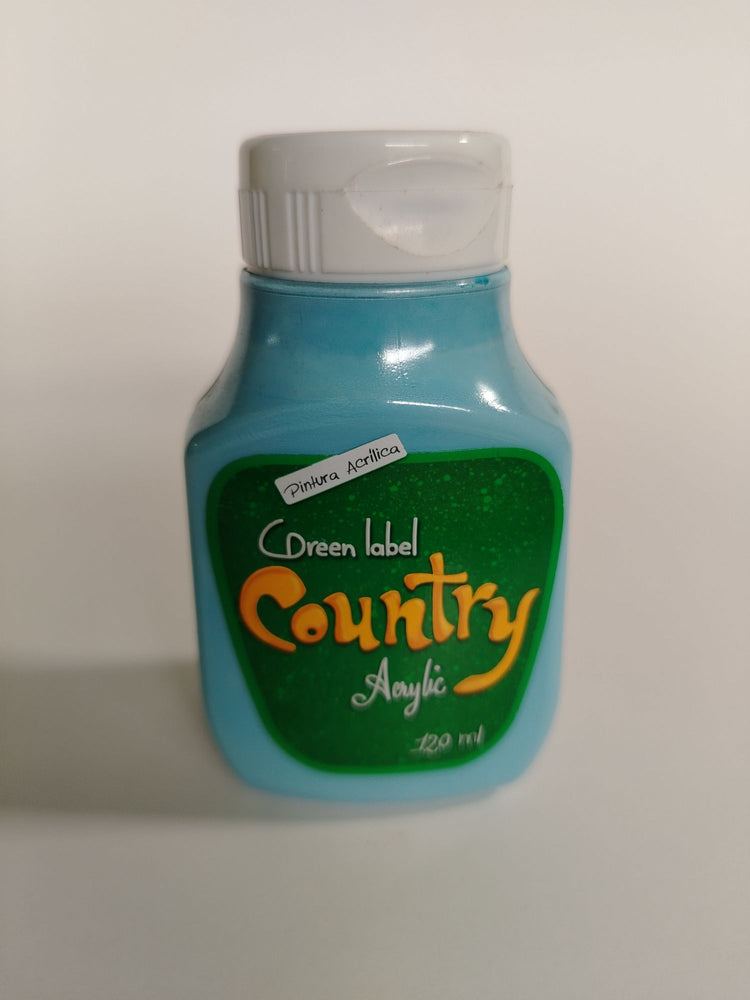 Pintura Acrílica
Green label
Country
Acrylic
120 ml